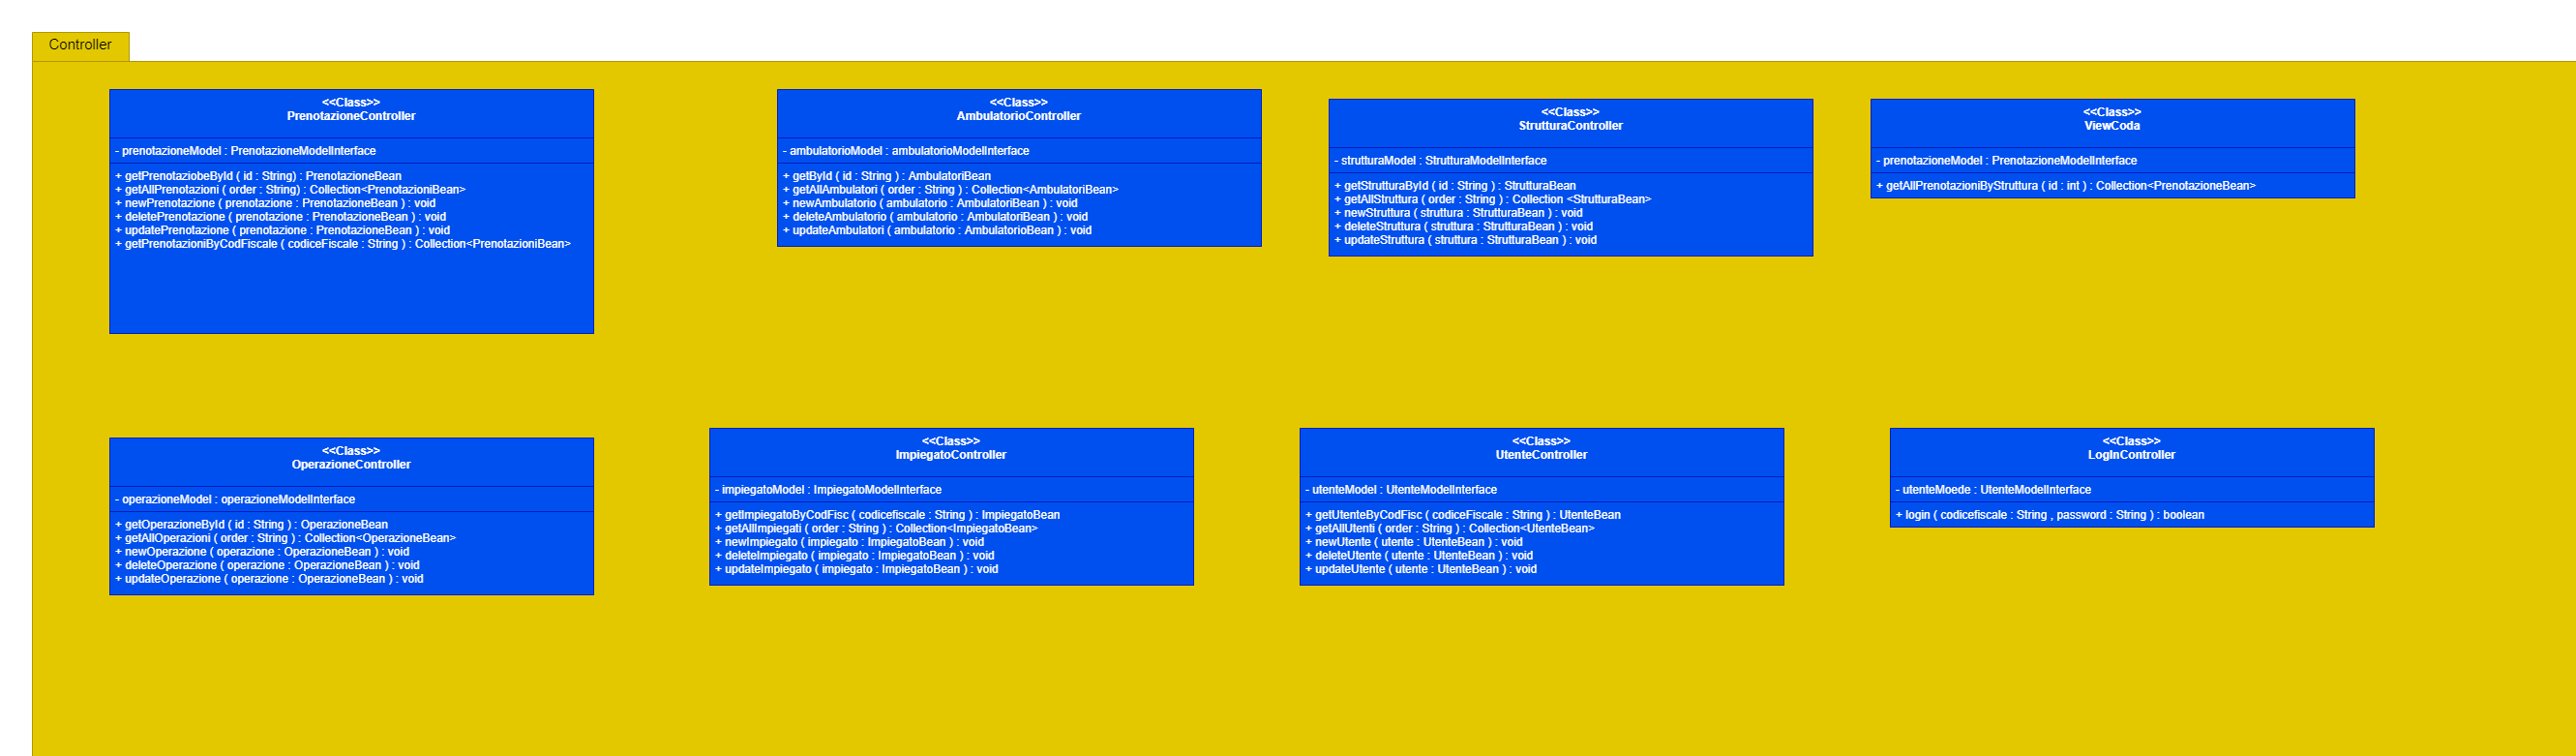 Controller
<<Class>>
PrenotazioneController
- prenotazioneModel : PrenotazioneModelInterface
+ getPrenotaziobeById ( id : String) : PrenotazioneBean
+ getAllPrenotazioni ( order : String) : Collection<PrenotazioniBean>
+ newPrenotazione ( prenotazione : PrenotazioneBean ) : void
+ deletePrenotazione ( prenotazione : PrenotazioneBean ) : void
+ updatePrenotazione ( prenotazione : PrenotazioneBean ) : void
+ getPrenotazioniByCodFiscale ( codiceFiscale : String ) : Collection<PrenotazioniBean>
<<Class>>
AmbulatorioController
- ambulatorioModel : ambulatorioModelInterface
+ getById ( id : String ) : AmbulatoriBean
+ getAllAmbulatori ( order : String ) : Collection<AmbulatoriBean>
+ newAmbulatorio ( ambulatorio : AmbulatoriBean ) : void
+ deleteAmbulatorio ( ambulatorio : AmbulatoriBean ) : void
+ updateAmbulatori ( ambulatorio : AmbulatorioBean ) : void
<<Class>>
StrutturaController
- strutturaModel : StrutturaModelInterface
+ getStrutturaById ( id : String ) : StrutturaBean
+ getAllStruttura ( order : String ) : Collection <StrutturaBean>
+ newStruttura ( struttura : StrutturaBean ) : void
+ deleteStruttura ( struttura : StrutturaBean ) : void
+ updateStruttura ( struttura : StrutturaBean ) : void
<<Class>>
ViewCoda
- prenotazioneModel : PrenotazioneModelInterface
+ getAllPrenotazioniByStruttura ( id : int ) : Collection<PrenotazioneBean>
<<Class>>
OperazioneController
- operazioneModel : operazioneModelInterface
+ getOperazioneById ( id : String ) : OperazioneBean
+ getAllOperazioni ( order : String ) : Collection<OperazioneBean>
+ newOperazione ( operazione : OperazioneBean ) : void
+ deleteOperazione ( operazione : OperazioneBean ) : void
+ updateOperazione ( operazione : OperazioneBean ) : void
<<Class>>
ImpiegatoController
- impiegatoModel : ImpiegatoModelInterface
+ getImpiegatoByCodFisc ( codicefiscale : String ) : ImpiegatoBean
+ getAllImpiegati ( order : String ) : Collection<ImpiegatoBean>
+ newImpiegato ( impiegato : ImpiegatoBean ) : void
+ deleteImpiegato ( impiegato : ImpiegatoBean ) : void
+ updateImpiegato ( impiegato : ImpiegatoBean ) : void
<<Class>>
UtenteController
- utenteModel : UtenteModelInterface
+ getUtenteByCodFisc ( codiceFiscale : String ) : UtenteBean
+ getAllUtenti ( order : String ) : Collection<UtenteBean>
+ newUtente ( utente : UtenteBean ) : void
+ deleteUtente ( utente : UtenteBean ) : void
+ updateUtente ( utente : UtenteBean ) : void
<<Class>>
LogInController
- utenteMoede : UtenteModelInterface
+ login ( codicefiscale : String , password : String ) : boolean